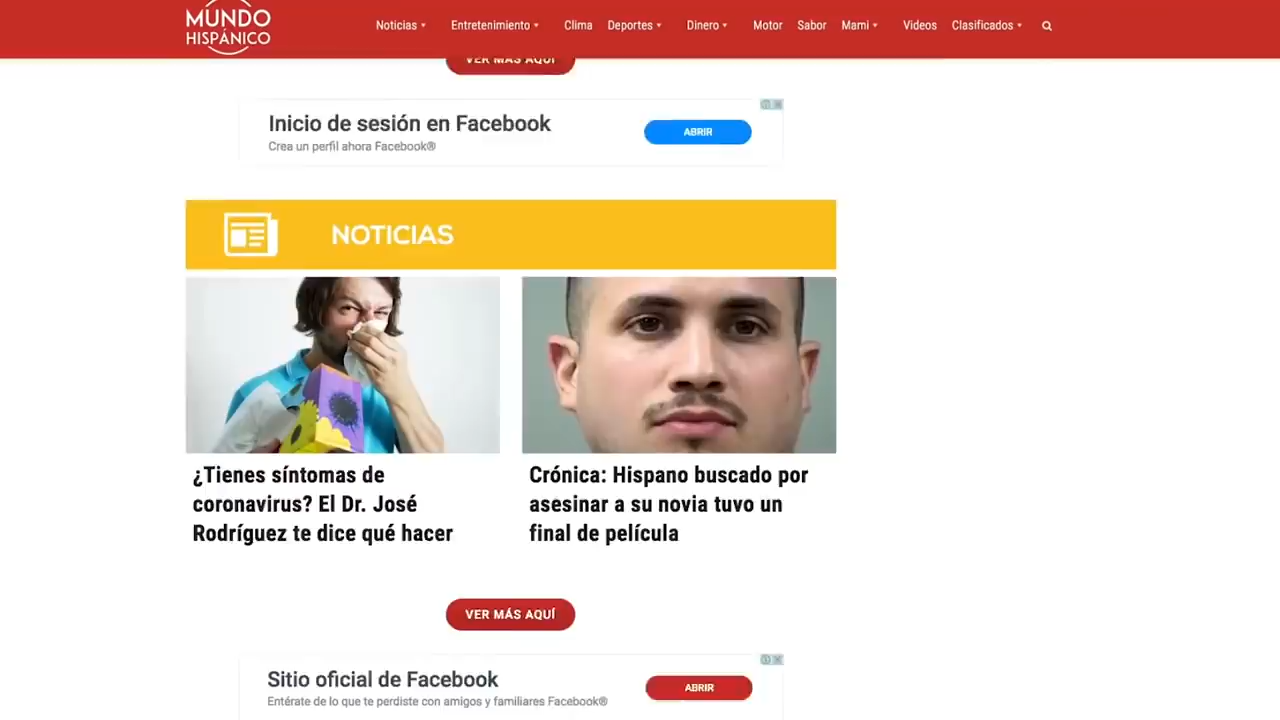 MUNDO
HISPÁNICO
Noticias
Entretenimiento
Clima
Deportes
Dinero
Motor
Sabor
Mami
Videos
Clasificados
VER MÁS AQUÍ
Inicio de sesión en Facebook
Crea un perfil ahora Facebook®
ABRIR
NOTICIAS
¿Tienes síntomas de
coronavirus? El Dr. José
Rodríguez te dice qué hacer
Crónica: Hispano buscado por
asesinar a su novia tuvo un
final de película
VER MÁS AQUÍ
Sitio oficial de Facebook
Entérate de lo que te perdiste con amigos y familiares Facebook®
ABRIR